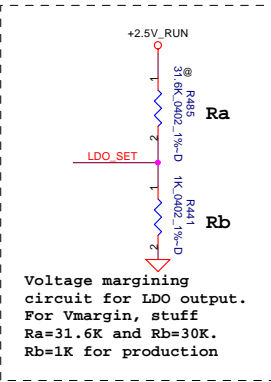 +2.5V_RUN
1
@
R485
31.6K_0402_1%~D
Ra
2
LDO_SET
1
R441
1K_0402_1%~D
Rb
2
Voltage margining
circuit for LDO output.
For Vmargin, stuff
Ra=31.6K and Rb=30K.
Rb=1K for production